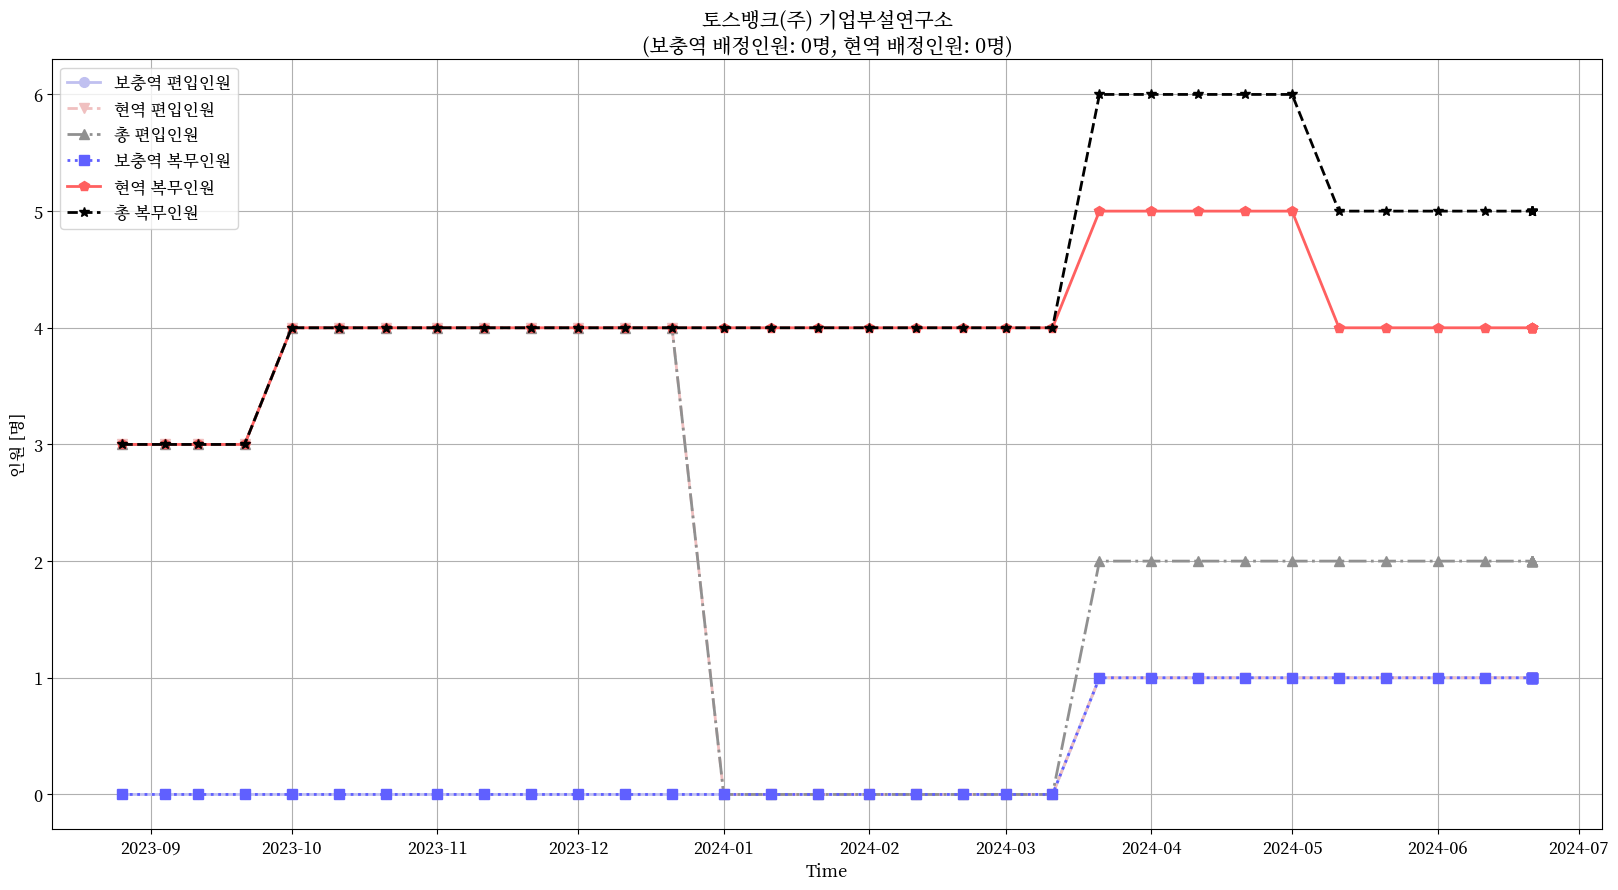 토스뱅크(주) 기업부설연구소
(보충역 배정인원: 0명, 현역 배정인원: 0명)
보충역 편입인원
현역 편입인원
총 편입인원
보충역 복무인원
현역 복무인원
총 복무인원
인원 [명]
6
5
4
3
2
1
0
2023-09 2023-10 2023-11 2023-12 2024-01 2024-02 2024-03 2024-04 2024-05 2024-06 2024-07
Time